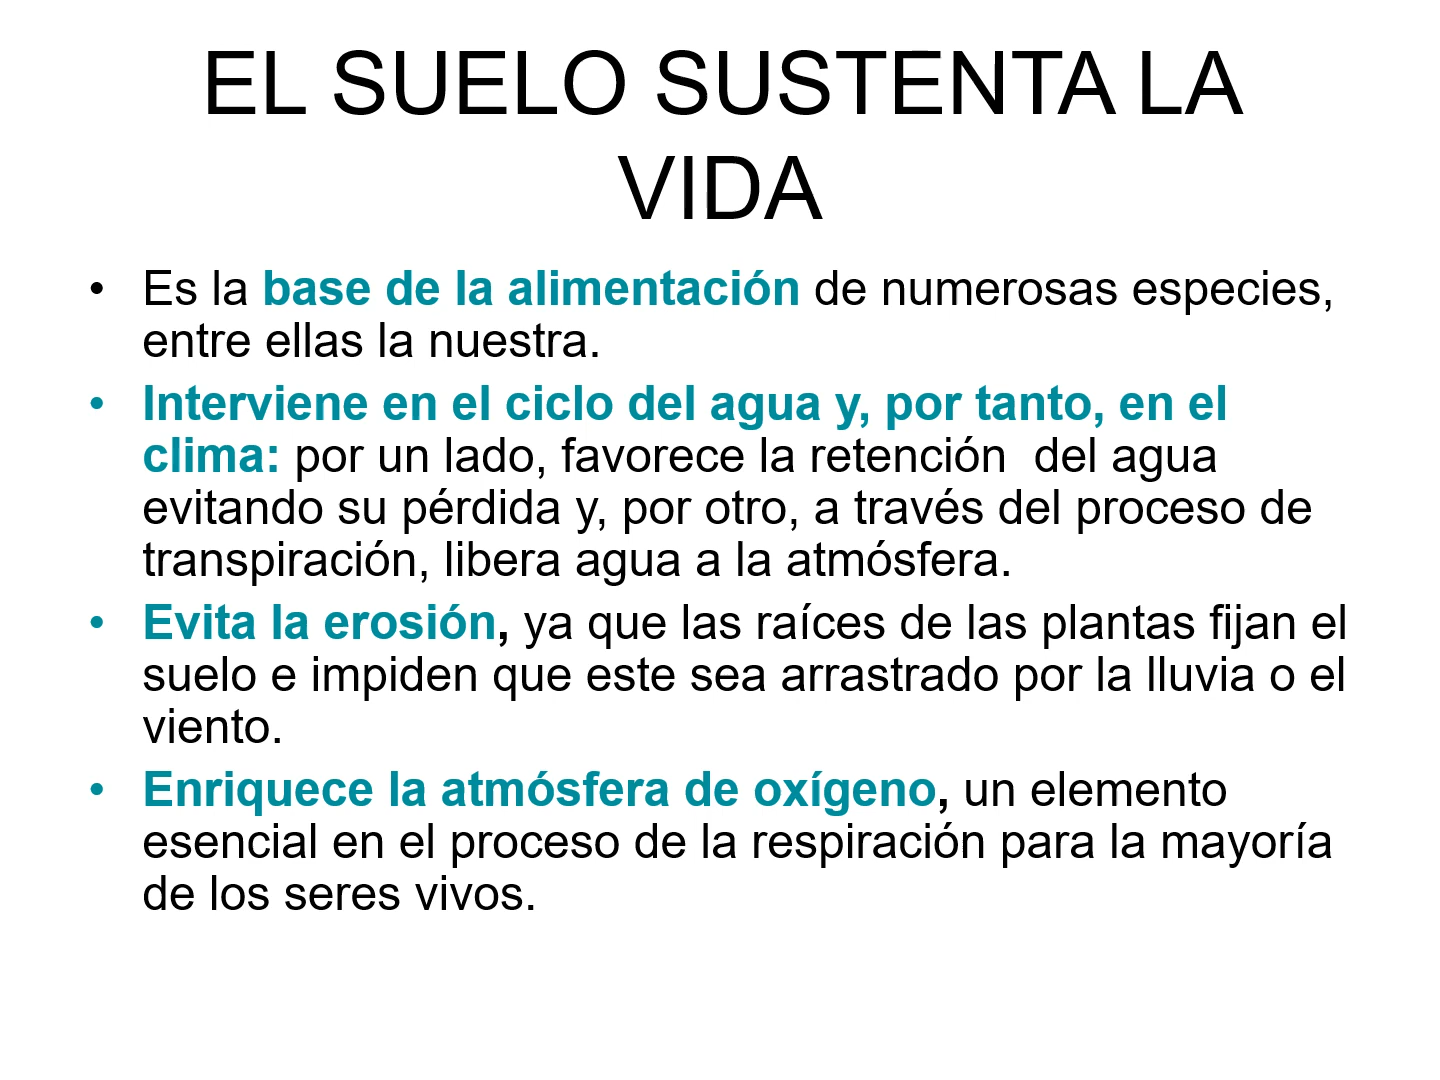 EL SUELO SUSTENTA LA
VIDA
• Es la base de la alimentación de numerosas especies,
entre ellas la nuestra.
• Interviene en el ciclo del agua y, por tanto, en el
clima: por un lado, favorece la retención  del agua
evitando su pérdida y, por otro, a través del proceso de
transpiración, libera agua a la atmósfera.
• Evita la erosión, ya que las raíces de las plantas fijan el
suelo e impiden que este sea arrastrado por la lluvia o el
viento.
• Enriquece la atmósfera de oxígeno, un elemento
esencial en el proceso de la respiración para la mayoría
de los seres vivos.